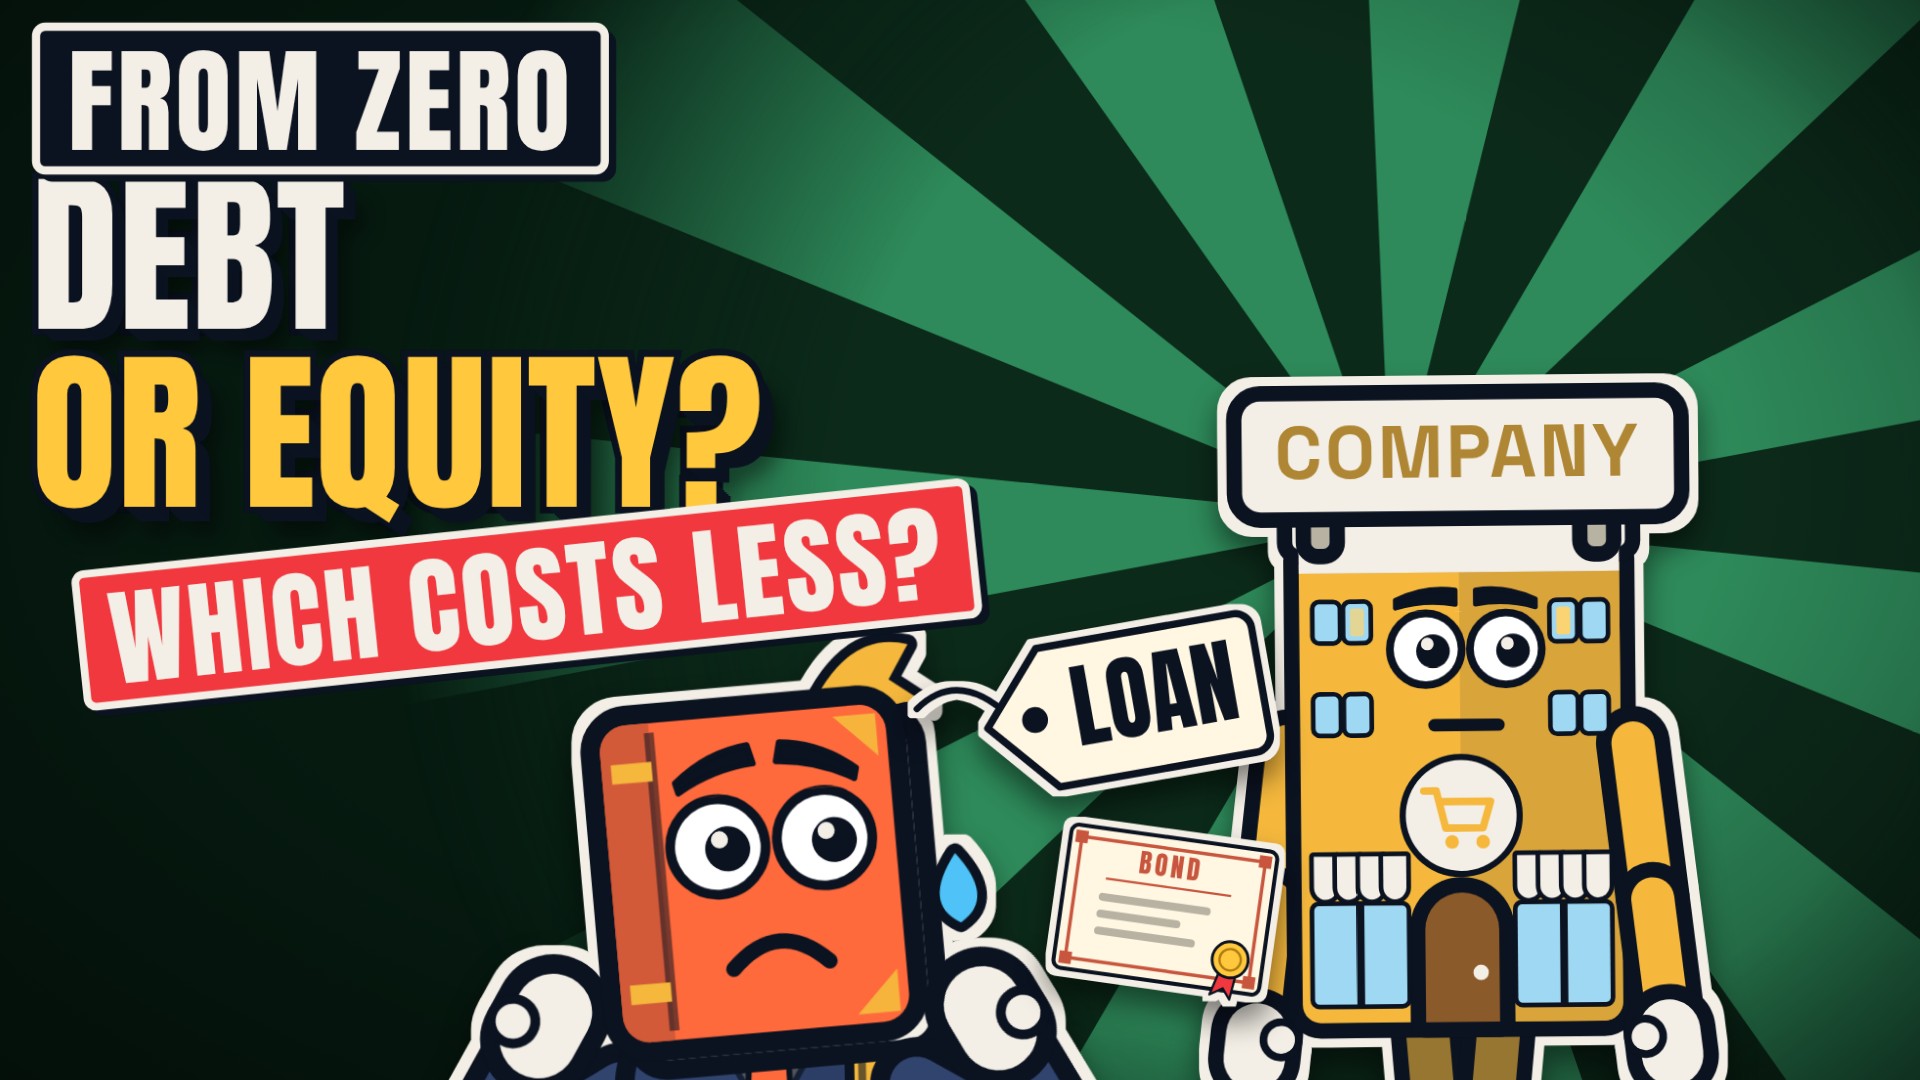 FROM ZERO
DEBT
OR EQUITY?
WHICH COSTS LESS?
COMPANY
LOAN
BOND